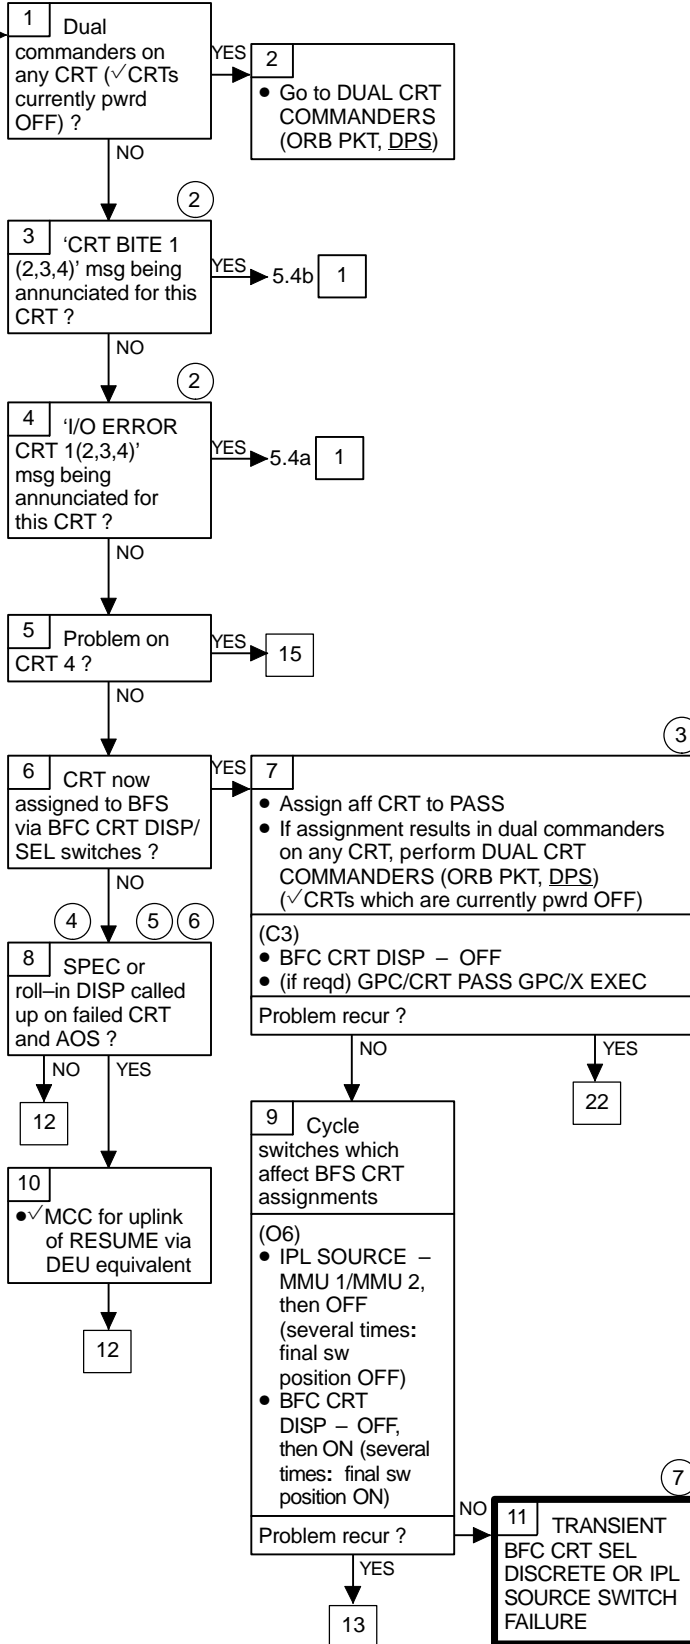 1 Dual
commanders on
any CRT (✓CRTs
currently pwrd
OFF) ?
YES
2
• Go to DUAL CRT
COMMANDERS
(ORB PKT, DPS)
NO
2
3 ‘CRT BITE 1
(2,3,4)’ msg being
annunciated for this
CRT ?
YES
5.4b 1
NO
2
4 ‘I/O ERROR
CRT 1(2,3,4)’
msg being
annunciated for
this CRT ?
YES
5.4a 1
NO
5 Problem on
CRT 4 ?
YES
15
NO
6 CRT now
assigned to BFS
via BFC CRT DISP/
SEL switches ?
YES
3
7
• Assign aff CRT to PASS
• If assignment results in dual commanders
on any CRT, perform DUAL CRT
COMMANDERS (ORB PKT, DPS)
(✓CRTs which are currently pwrd OFF)
(C3)
• BFC CRT DISP – OFF
• (if reqd) GPC/CRT PASS GPC/X EXEC
Problem recur ?
NO
YES
22
NO
4 5 6
8 SPEC or
roll–in DISP called
up on failed CRT
and AOS ?
NO YES
12
10
•✓MCC for uplink
of RESUME via
DEU equivalent
12
9 Cycle
switches which
affect BFS CRT
assignments
(O6)
• IPL SOURCE –
MMU 1/MMU 2,
then OFF
(several times:
final sw
position OFF)
• BFC CRT
DISP – OFF,
then ON (several
times: final sw
position ON)
Problem recur ?
NO
YES
13
7
11 TRANSIENT
BFC CRT SEL
DISCRETE OR IPL
SOURCE SWITCH
FAILURE